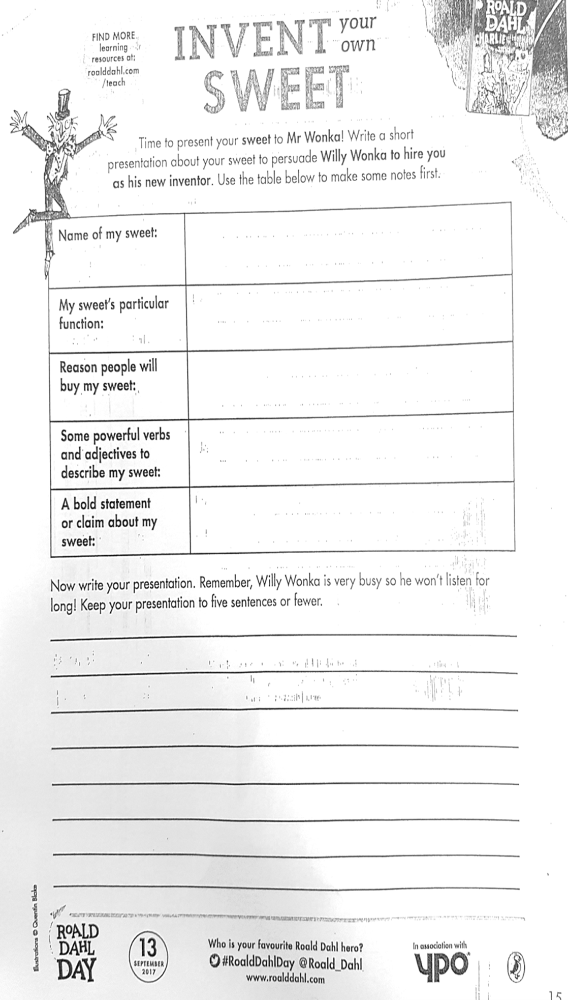 FIND MORE
learning
resources at:
roalddahl.com
/teach
INVENT your
own
SWEET
ROALD
DAHL
CHARLIE
Time to present your sweet to Mr Wonka! Write a short
presentation about your sweet to persuade Willy Wonka to hire you
as his new inventor. Use the table below to make some notes first.
Name of my sweet:
My sweet's particular
function:
Reason people will
buy my sweet:
Some powerful verbs
and adjectives to
describe my sweet:
A bold statement
or claim about my
sweet:
Now write your presentation. Remember, Willy Wonka is very busy so he won't listen for
long! Keep your presentation to five sentences or fewer.
Illustrations © Quentin Blake
ROALD
DAHL
DAY
13
SEPTEMBER
2017
Who is your favourite Roald Dahl hero?
#RoaldDahlDay @Roald_Dahl
www.roalddahl.com
In association with
ypo
15